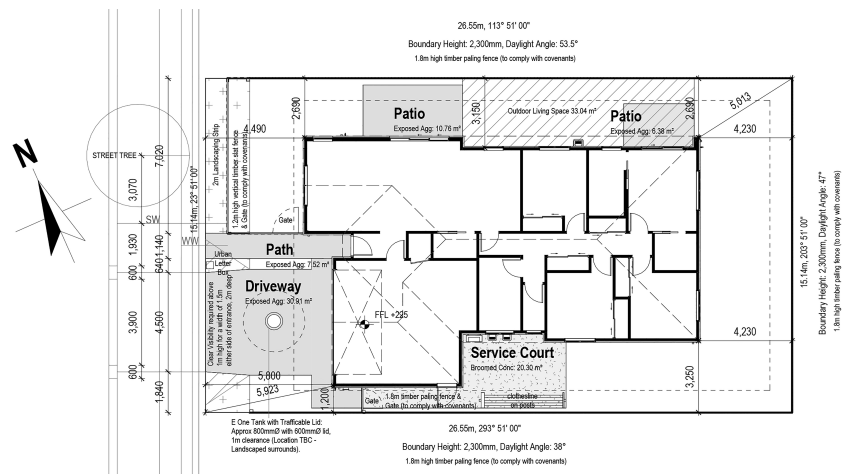 26.55m, 113° 51' 00"
Boundary Height: 2,300mm, Daylight Angle: 53.5°
1.8m high timber paling fence (to comply with covenants)
N
STREET TREE
7,020
3,070
SW
WW
1,930
1,140
600
640
3,900
4,500
600
1,840
15.14m, 23° 51' 00"
2m Landscaping Strip
1.2m high vertical timber slat fence
& Gate (to comply with covenants)
4,490
2,690
Patio
Exposed Agg: 10.76 m²
3,150
Outdoor Living Space 33.04 m²
Patio
Exposed Agg: 6.38 m²
2,690
5,013
4,230
Gate
Path
Exposed Agg: 7.52 m²
Urban
Letter
Box
Driveway
Exposed Agg: 30.91 m²
Clear Visibility required above
1m high for a width of 1.5m
either side of entrance, 2m deep
FFL +225
5,800
5,923
1,200
Gate
1.8m timber paling fence &
Gate (to comply with covenants)
Service Court
Broomed Conc: 20.30 m²
clothesline
on posts
4,230
3,250
15.14m, 203° 51' 00"
Boundary Height: 2,300mm, Daylight Angle: 47°
1.8m high timber paling fence (to comply with covenants)
E One Tank with Trafficable Lid:
Approx 800mmØ with 600mmØ lid,
1m clearance (Location TBC -
Landscaped surrounds).
26.55m, 293° 51' 00"
Boundary Height: 2,300mm, Daylight Angle: 38°
1.8m high timber paling fence (to comply with covenants)